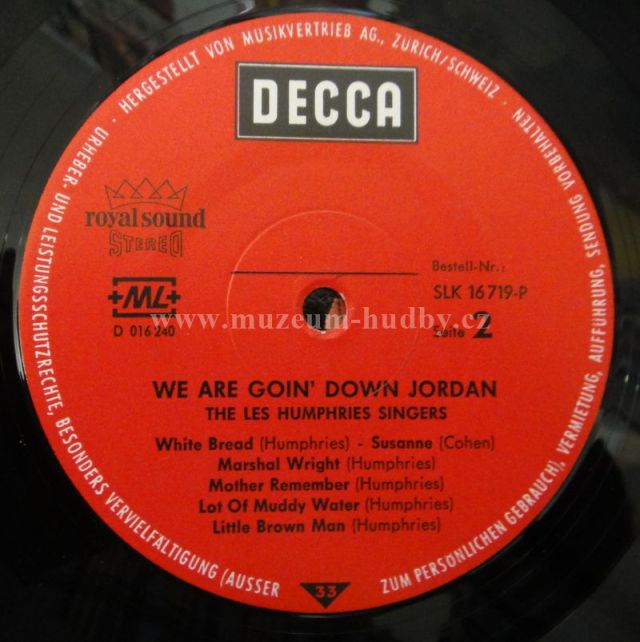 URHEBER- UND LEISTUNGSSCHUTZRECHTE, BESONDERS VERVIELFÄLTIGUNG (AUSSER ZUM PERSÖNLICHEN GEBRAUCH), VERMIETUNG, AUFFÜHRUNG, SENDUNG VORBEHALTEN · HERGESTELLT VON MUSIKVERTRIEB AG., ZÜRICH/SCHWEIZ ·
DECCA
royal sound
STEREO
+ML+
D 016 240
Bestell-Nr.:
SLK 16 719-P
Seite 2
www.muzeum-hudby.cz
WE ARE GOIN' DOWN JORDAN
THE LES HUMPHRIES SINGERS
White Bread (Humphries) - Susanne (Cohen)
Marshal Wright (Humphries)
Mother Remember (Humphries)
Lot Of Muddy Water (Humphries)
Little Brown Man (Humphries)
33